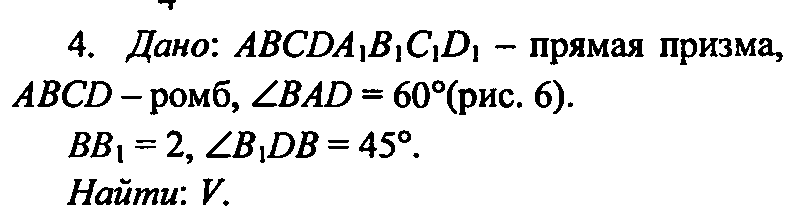 4. Дано: ABCDA₁B₁C₁D₁ – прямая призма,
ABCD – ромб, ∠BAD = 60°(рис. 6).
BB₁ = 2, ∠B₁DB = 45°.
Найти: V.